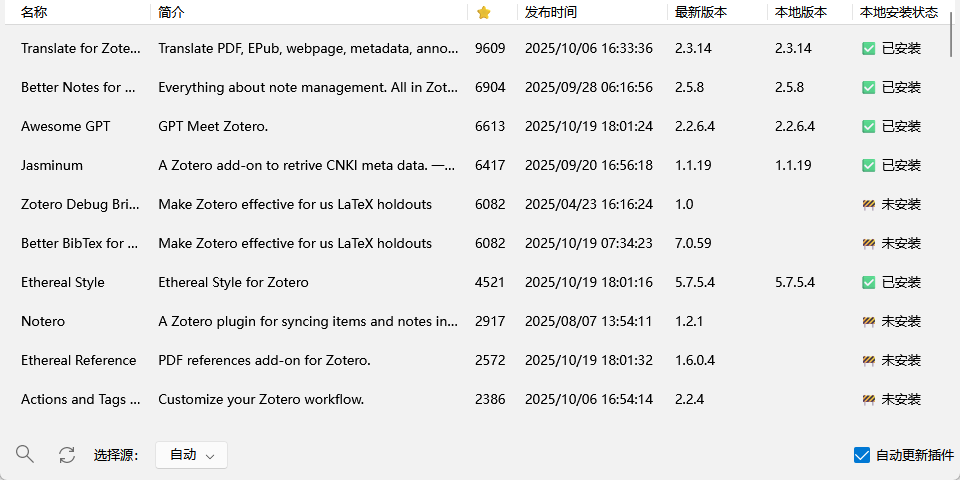 名称 简介 ⭐ 发布时间 最新版本 本地版本 本地安装状态
Translate for Zote... Translate PDF, EPub, webpage, metadata, anno... 9609 2025/10/06 16:33:36 2.3.14 2.3.14 ✅ 已安装
Better Notes for ... Everything about note management. All in Zot... 6904 2025/09/28 06:16:56 2.5.8 2.5.8 ✅ 已安装
Awesome GPT GPT Meet Zotero. 6613 2025/10/19 18:01:24 2.2.6.4 2.2.6.4 ✅ 已安装
Jasminum A Zotero add-on to retrive CNKI meta data. 一... 6417 2025/09/20 16:56:18 1.1.19 1.1.19 ✅ 已安装
Zotero Debug Bri... Make Zotero effective for us LaTeX holdouts 6082 2025/04/23 16:16:24 1.0 🚧 未安装
Better BibTex for ... Make Zotero effective for us LaTeX holdouts 6082 2025/10/19 07:34:23 7.0.59 🚧 未安装
Ethereal Style Ethereal Style for Zotero 4521 2025/10/19 18:01:16 5.7.5.4 5.7.5.4 ✅ 已安装
Notero A Zotero plugin for syncing items and notes in... 2917 2025/08/07 13:54:11 1.2.1 🚧 未安装
Ethereal Reference PDF references add-on for Zotero. 2572 2025/10/19 18:01:32 1.6.0.4 🚧 未安装
Actions and Tags ... Customize your Zotero workflow. 2386 2025/10/06 16:54:14 2.2.4 🚧 未安装
选择源： 自动 自动更新插件